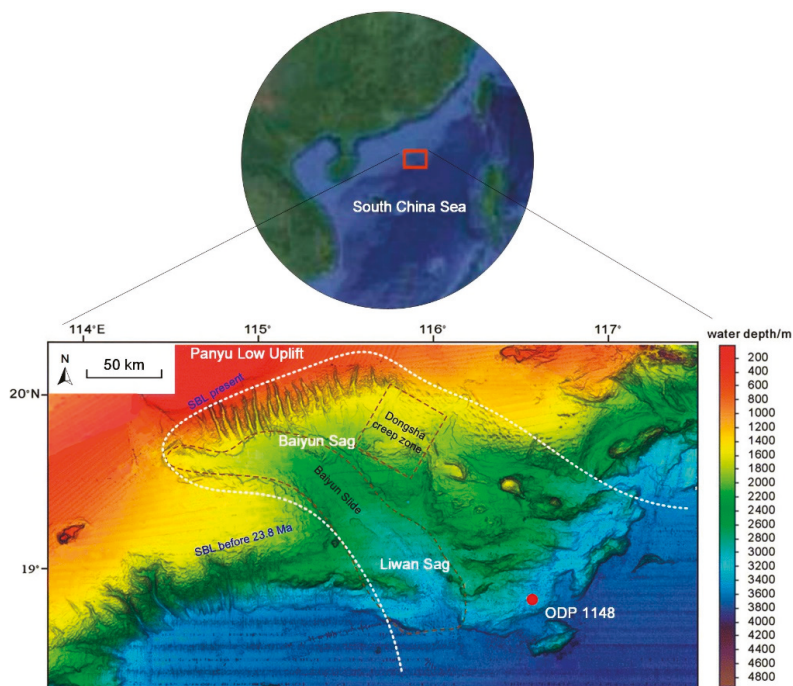 South China Sea
114°E
115°
116°
117°
water depth/m
N
50 km
Panyu Low Uplift
20°N
SBL present
Dongsha
creep zone
Baiyun Sag
Baiyun Slide
SBL before 23.8 Ma
Liwan Sag
19°
ODP 1148
200
400
600
800
1000
1200
1400
1600
1800
2000
2200
2400
2600
2800
3000
3200
3400
3600
3800
4000
4200
4400
4600
4800